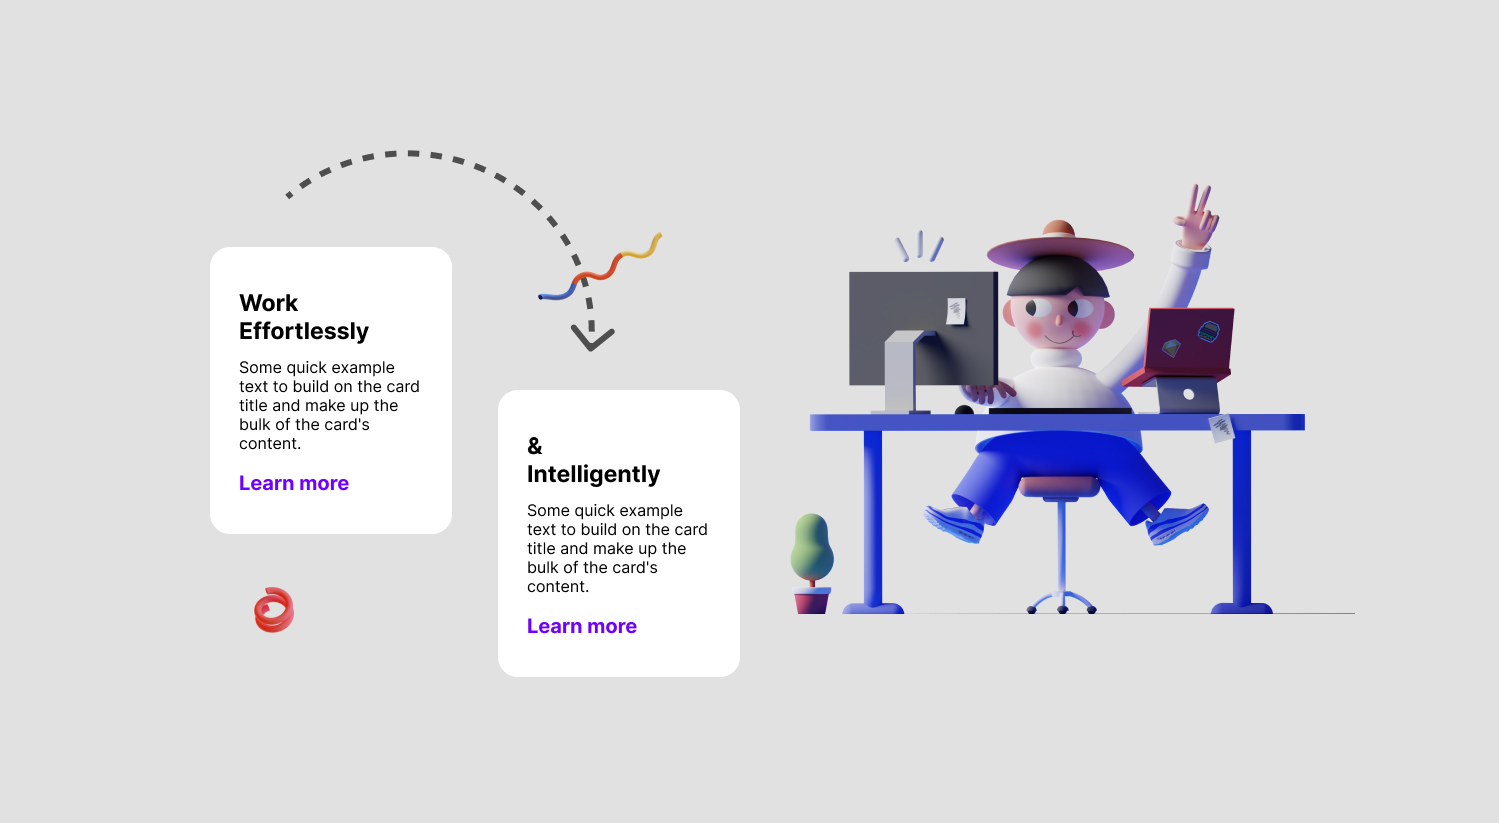 Work
Effortlessly
Some quick example
text to build on the card
title and make up the
bulk of the card's
content.
Learn more
&
Intelligently
Some quick example
text to build on the card
title and make up the
bulk of the card's
content.
Learn more